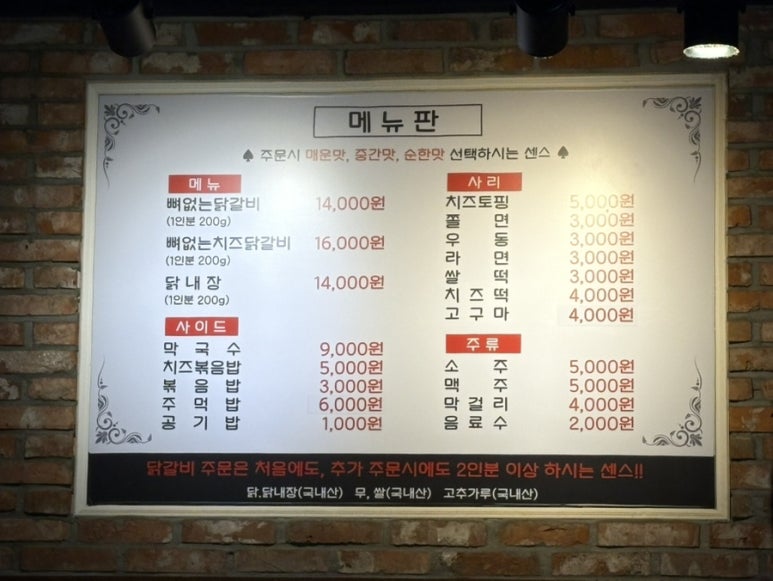 메뉴판
♠ 주문시 매운맛, 중간맛, 순한맛 선택하시는 센스 ♠
메뉴
뼈없는닭갈비 14,000원
(1인분 200g)
뼈없는치즈닭갈비 16,000원
(1인분 200g)
닭내장 14,000원
(1인분 200g)
사이드
막국수 9,000원
치즈볶음밥 5,000원
볶음밥 3,000원
주먹밥 6,000원
공기밥 1,000원
사리
치즈토핑 5,000원
쫄면 3,000원
우동 3,000원
라면 3,000원
쌀떡 3,000원
치즈떡 4,000원
고구마 4,000원
주류
소주 5,000원
맥주 5,000원
막걸리 4,000원
음료수 2,000원
닭갈비 주문은 처음에도, 추가 주문시에도 2인분 이상 하시는 센스!!
닭,닭내장(국내산) 무, 쌀(국내산) 고추가루(국내산)